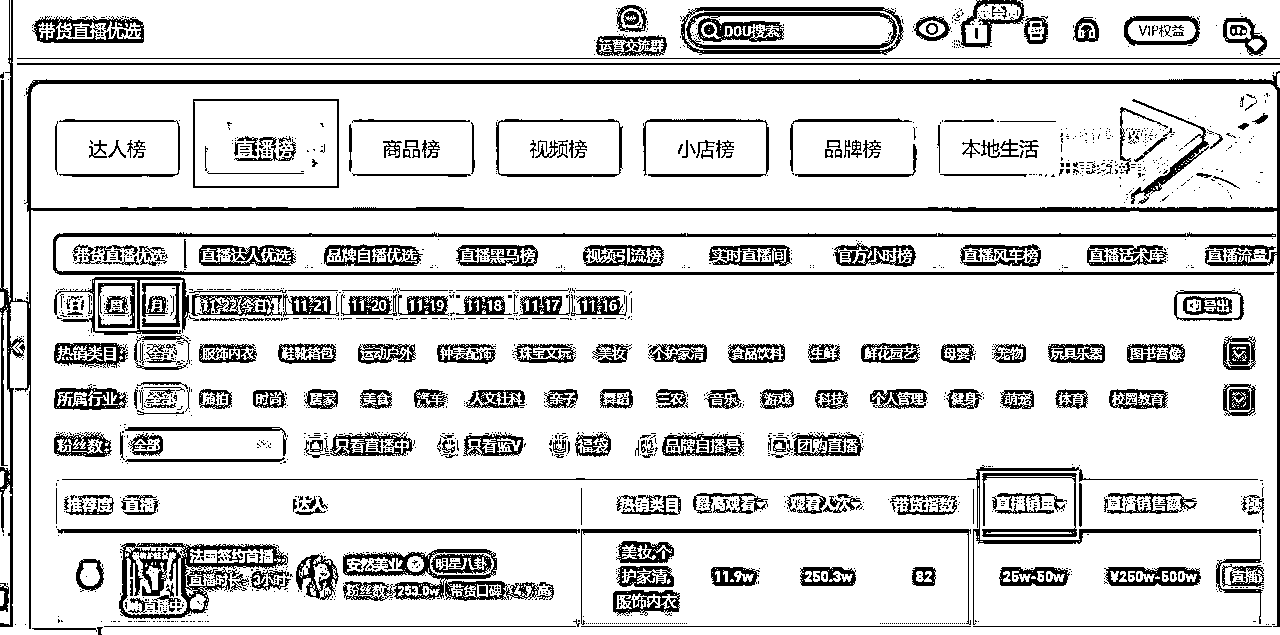 带货直播优选
运营交流群
DOU搜索
VIP权益
达人榜 直播榜 商品榜 视频榜 小店榜 品牌榜 本地生活
带货直播优选 直播达人优选 品牌自播优选 直播黑马榜 视频引流榜 实时直播间 官方小时榜 直播风车榜 直播话术库 直播流量
日 周 月 11-22(今日) 11-21 11-20 11-19 11-18 11-17 11-16 导出
热销类目: 全部 服饰内衣 鞋靴箱包 运动户外 钟表配饰 珠宝文玩 美妆 个护家清 食品饮料 生鲜 鲜花园艺 母婴 宠物 玩具乐器 图书音像
所属行业: 全部 随拍 时尚 居家 美食 汽车 人文社科 亲子 舞蹈 三农 音乐 游戏 科技 个人管理 健身 萌宠 体育 校园教育
粉丝数: 全部 只看直播中 只看蓝V 福袋 品牌自播号 团购直播
推荐度 直播 达人 热销类目 最高观看 观看人次 带货指数 直播销量 直播销售额
法国签约直播
直播时长: 3小时
直播中
安然美业 明星八卦
粉丝数: 253.0w 带货口碑:
美妆,个
护家清,
服饰内衣
11.9w 250.3w 82 25w-50w ¥250w-500w 直播